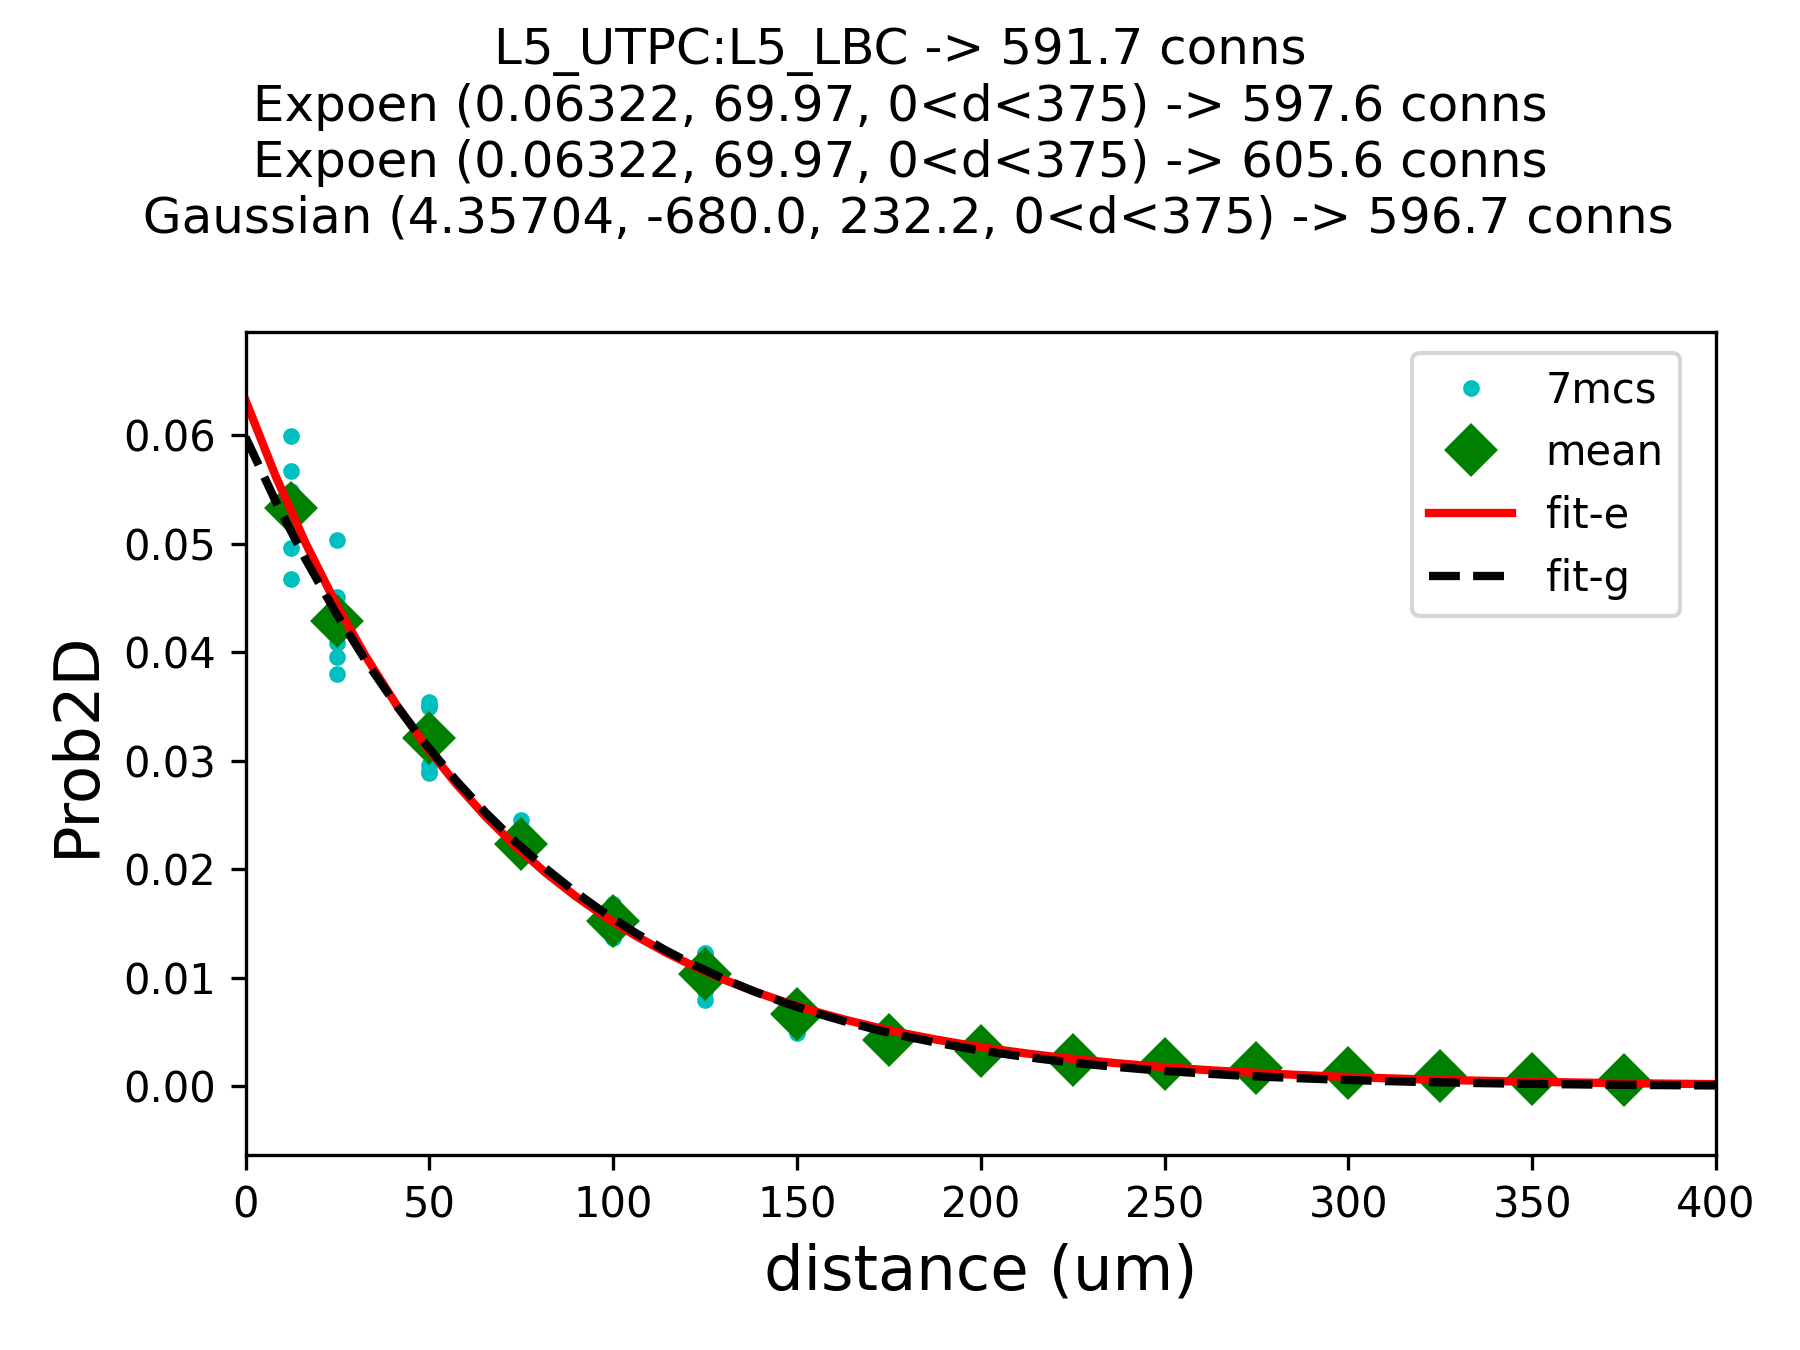 L5_UTPC:L5_LBC -> 591.7 conns
Expoen (0.06322, 69.97, 0<d<375) -> 597.6 conns
Expoen (0.06322, 69.97, 0<d<375) -> 605.6 conns
Gaussian (4.35704, -680.0, 232.2, 0<d<375) -> 596.7 conns
7mcs
mean
fit-e
fit-g
Prob2D
0.06
0.05
0.04
0.03
0.02
0.01
0.00
0 50 100 150 200 250 300 350 400
distance (um)